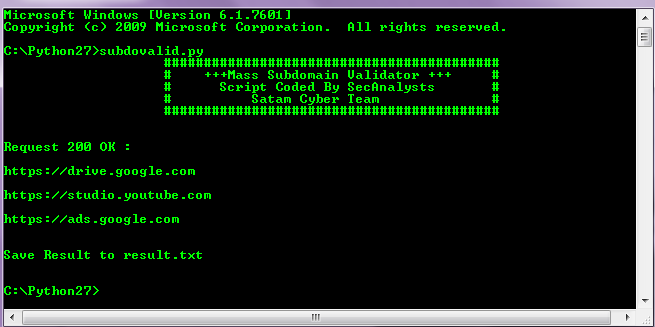 Microsoft Windows [Version 6.1.7601]
Copyright (c) 2009 Microsoft Corporation.  All rights reserved.
C:\Python27>subdovalid.py
##########################################
#    +++Mass Subdomain Validator +++     #
#      Script Coded By SecAnalysts       #
#          Satam Cyber Team              #
##########################################
Request 200 OK :
https://drive.google.com
https://studio.youtube.com
https://ads.google.com
Save Result to result.txt
C:\Python27>